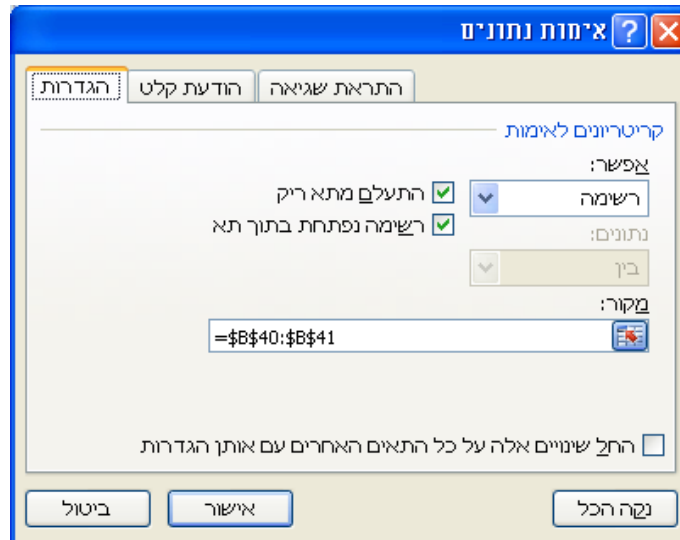 אימות נתונים
הגדרות
הודעת קלט
התראת שגיאה
קריטריונים לאימות
אפשר:
רשימה
התעלם מתא ריק
רשימה נפתחת בתוך תא
נתונים:
בין
מקור:
=$B$40:$B$41
החל שינויים אלה על כל התאים האחרים עם אותן הגדרות
נקה הכל
אישור
ביטול